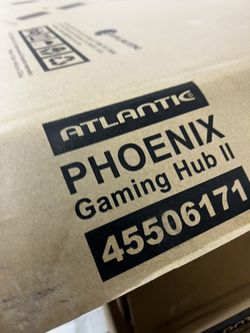 ATLANTIC
PHOENIX
Gaming Hub II
45506171